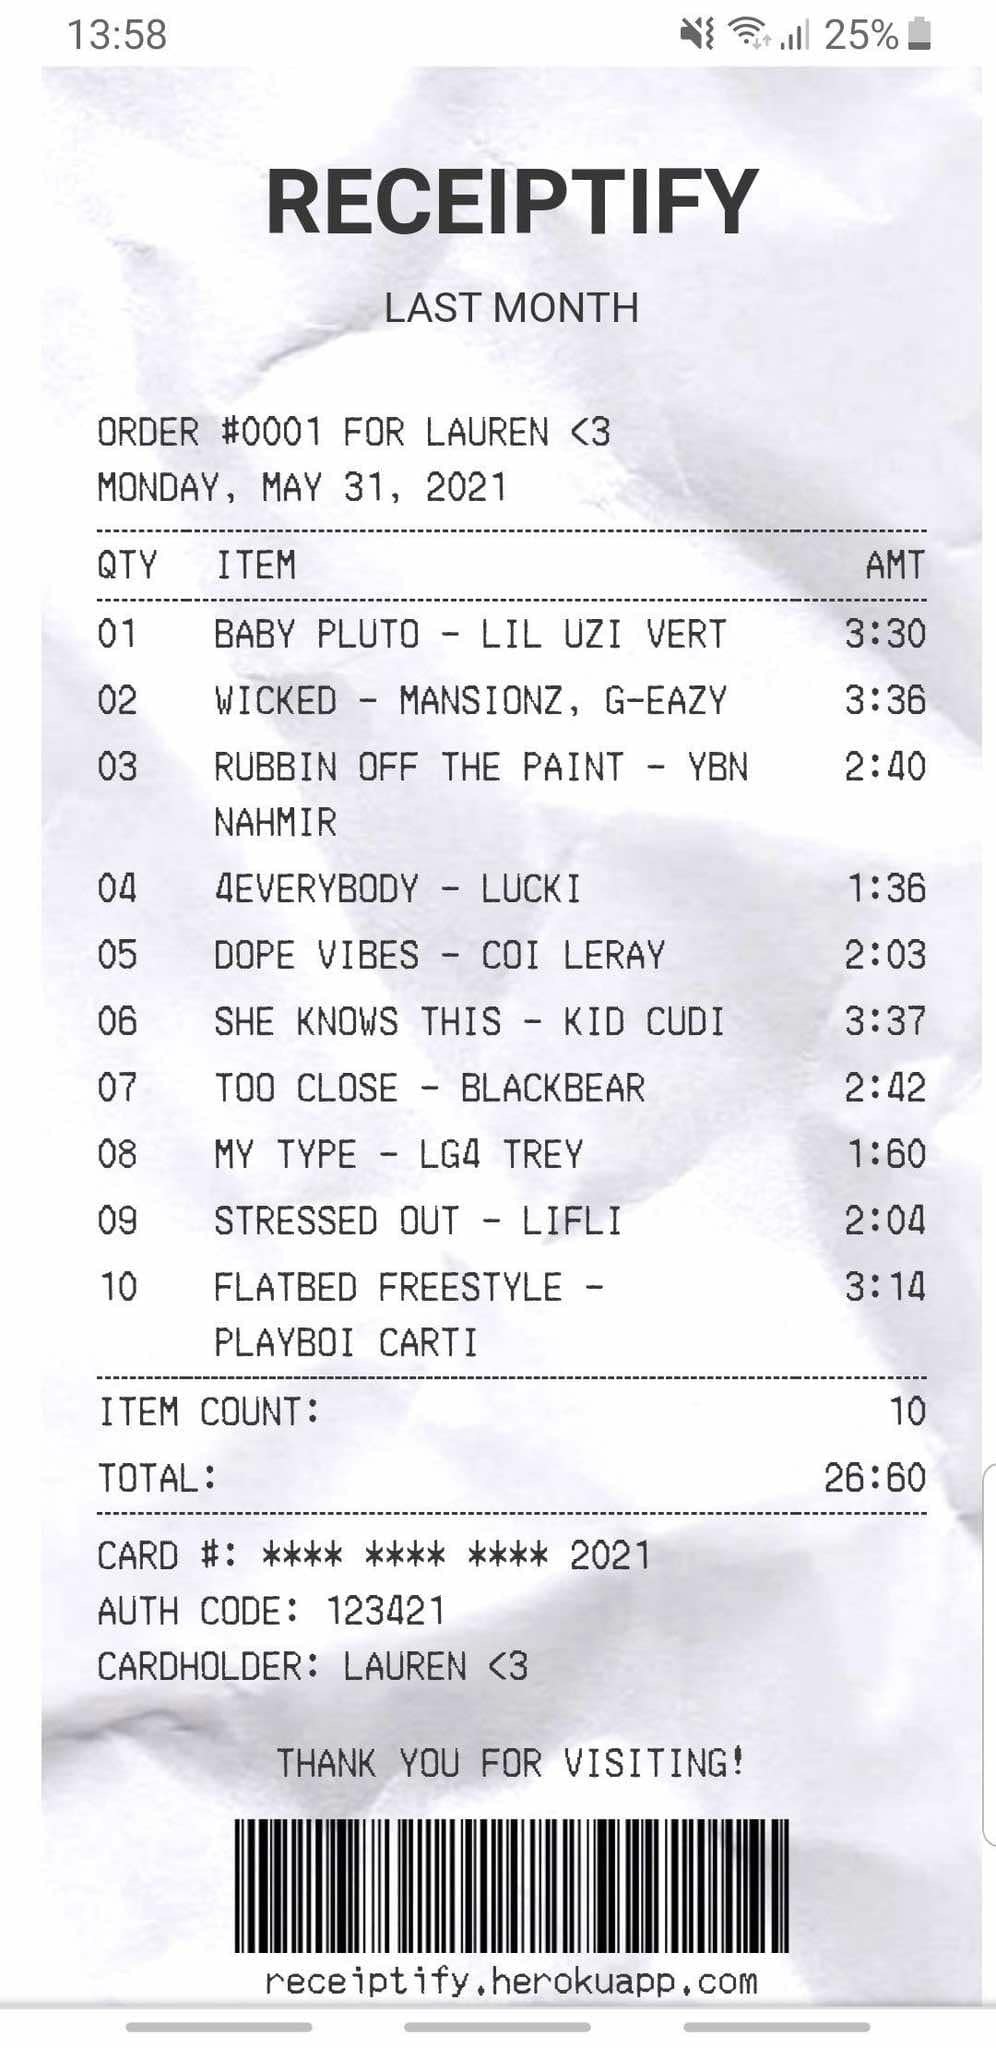 13:58 25%
RECEIPTIFY
LAST MONTH
ORDER #0001 FOR LAUREN <3
MONDAY, MAY 31, 2021
QTY ITEM AMT
01 BABY PLUTO - LIL UZI VERT 3:30
02 WICKED - MANSIONZ, G-EAZY 3:36
03 RUBBIN OFF THE PAINT - YBN 2:40
NAHMIR
04 4EVERYBODY - LUCKI 1:36
05 DOPE VIBES - COI LERAY 2:03
06 SHE KNOWS THIS - KID CUDI 3:37
07 TOO CLOSE - BLACKBEAR 2:42
08 MY TYPE - LG4 TREY 1:60
09 STRESSED OUT - LIFLI 2:04
10 FLATBED FREESTYLE - 3:14
PLAYBOI CARTI
ITEM COUNT: 10
TOTAL: 26:60
CARD #: **** **** **** 2021
AUTH CODE: 123421
CARDHOLDER: LAUREN <3
THANK YOU FOR VISITING!
receiptify.herokuapp.com